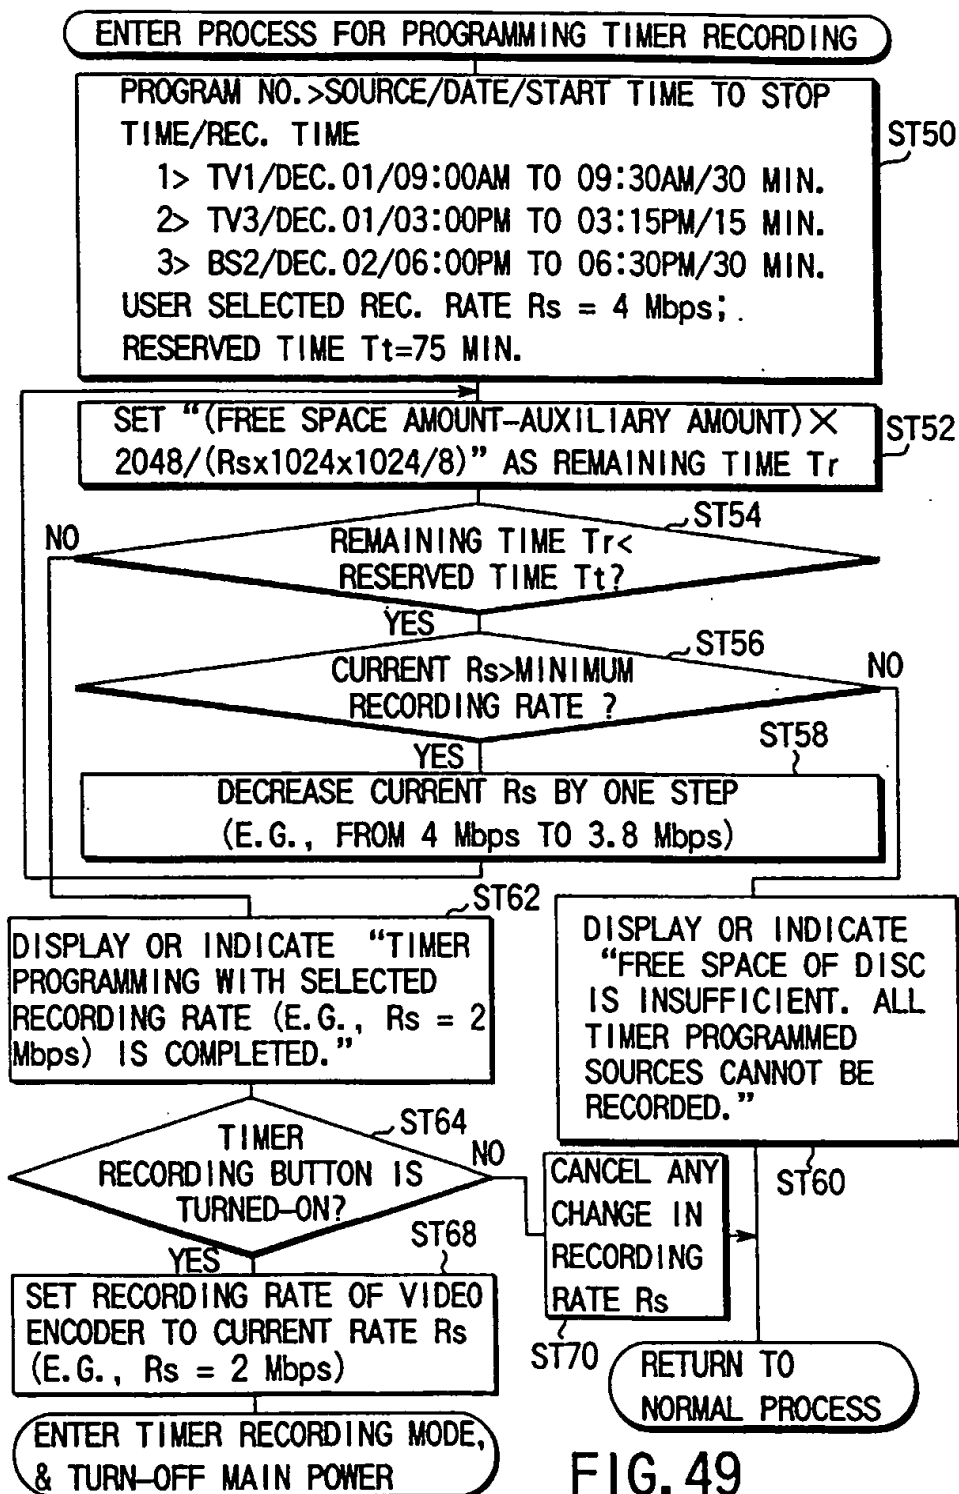 ENTER PROCESS FOR PROGRAMMING TIMER RECORDING
PROGRAM NO.>SOURCE/DATE/START TIME TO STOP
TIME/REC. TIME
1> TV1/DEC.01/09:00AM TO 09:30AM/30 MIN.
2> TV3/DEC.01/03:00PM TO 03:15PM/15 MIN.
3> BS2/DEC.02/06:00PM TO 06:30PM/30 MIN.
USER SELECTED REC. RATE Rs = 4 Mbps;
RESERVED TIME Tt=75 MIN.
ST50
SET “(FREE SPACE AMOUNT-AUXILIARY AMOUNT)×
2048/(Rsx1024x1024/8)” AS REMAINING TIME Tr
ST52
ST54
NO
REMAINING TIME Tr<
RESERVED TIME Tt?
YES
ST56
CURRENT Rs>MINIMUM
RECORDING RATE ?
NO
YES
ST58
DECREASE CURRENT Rs BY ONE STEP
(E.G., FROM 4 Mbps TO 3.8 Mbps)
ST62
DISPLAY OR INDICATE “TIMER
PROGRAMMING WITH SELECTED
RECORDING RATE (E.G., Rs = 2
Mbps) IS COMPLETED.”
DISPLAY OR INDICATE
“FREE SPACE OF DISC
IS INSUFFICIENT. ALL
TIMER PROGRAMMED
SOURCES CANNOT BE
RECORDED.”
ST60
ST64
TIMER
RECORDING BUTTON IS
TURNED-ON?
NO
YES
CANCEL ANY
CHANGE IN
RECORDING
RATE Rs
ST70
ST68
SET RECORDING RATE OF VIDEO
ENCODER TO CURRENT RATE Rs
(E.G., Rs = 2 Mbps)
RETURN TO
NORMAL PROCESS
ENTER TIMER RECORDING MODE,
& TURN-OFF MAIN POWER
FIG. 49